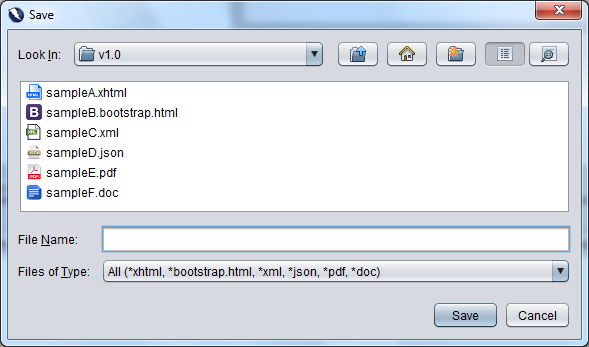 Save
Look In: v1.0
sampleA.xhtml
sampleB.bootstrap.html
sampleC.xml
sampleD.json
sampleE.pdf
sampleF.doc
File Name:
Files of Type: All (*xhtml, *bootstrap.html, *xml, *json, *pdf, *doc)
Save Cancel